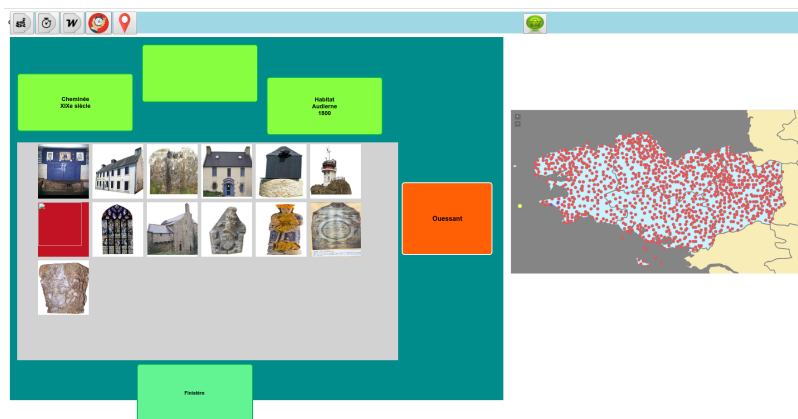 W
Cheminée
XIXe siècle
Habitat
Audierne
1800
Ouessant
Finistère